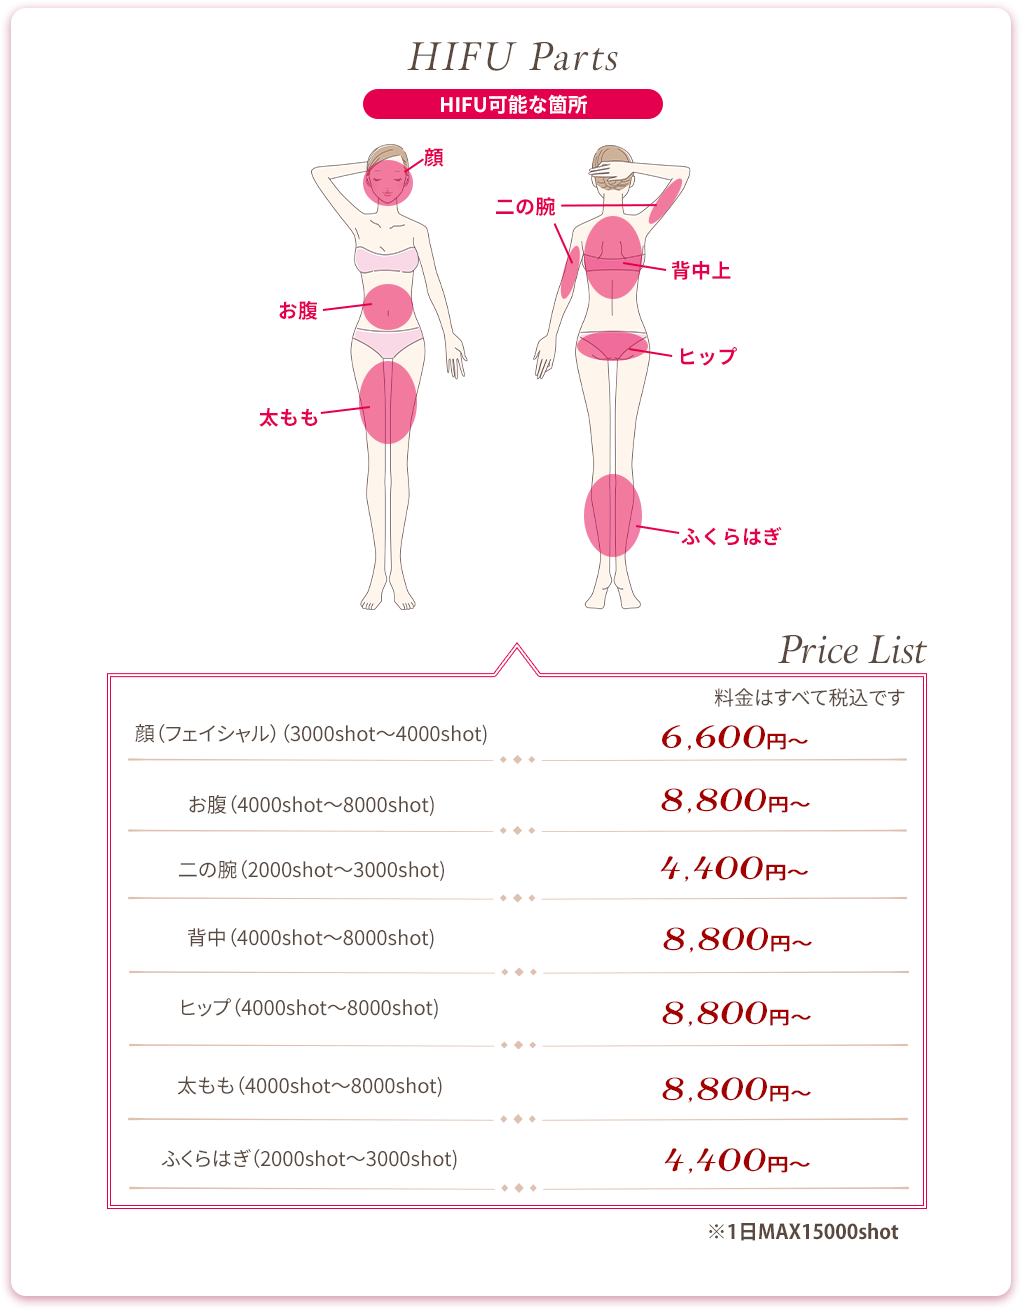 HIFU Parts
HIFU可能な箇所
顔
二の腕
背中上
お腹
ヒップ
太もも
ふくらはぎ
Price List
料金はすべて税込です
顔（フェイシャル）（3000shot〜4000shot) 6,600円〜
お腹（4000shot〜8000shot) 8,800円〜
二の腕（2000shot〜3000shot) 4,400円〜
背中（4000shot〜8000shot) 8,800円〜
ヒップ（4000shot〜8000shot) 8,800円〜
太もも（4000shot〜8000shot) 8,800円〜
ふくらはぎ（2000shot〜3000shot) 4,400円〜
※1日MAX15000shot